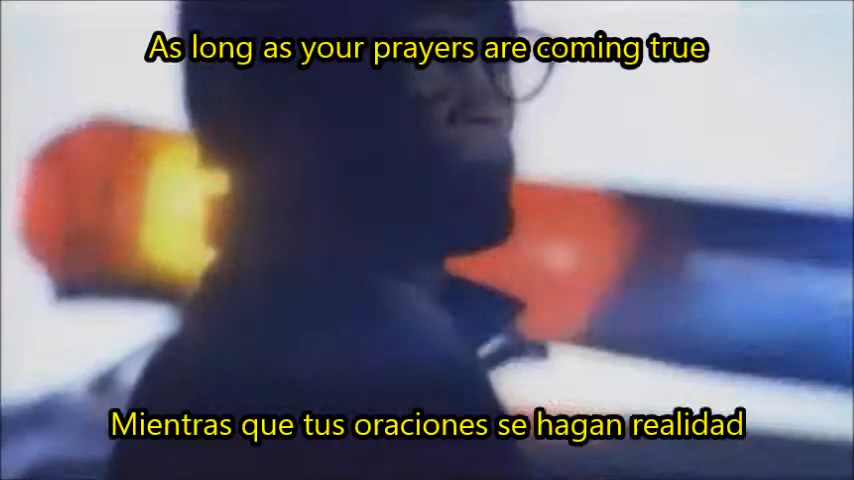 As long as your prayers are coming true
Mientras que tus oraciones se hagan realidad